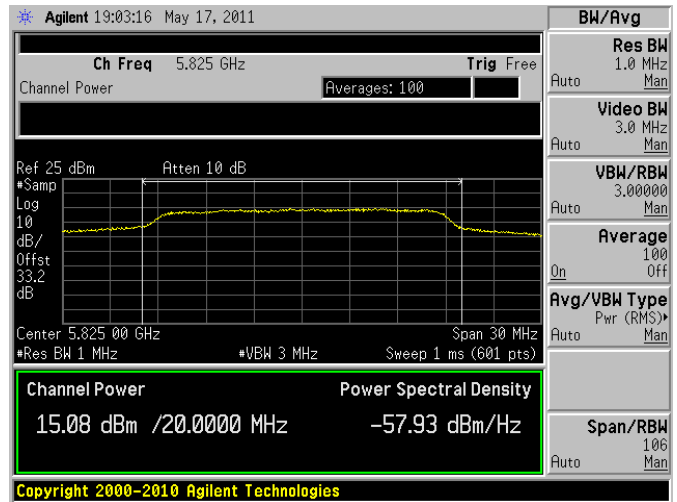 Agilent 19:03:16 May 17, 2011
BW/Avg
Ch Freq 5.825 GHz Trig Free
Channel Power Averages: 100
Res BW
1.0 MHz
Auto Man
Video BW
3.0 MHz
Auto Man
VBW/RBW
3.00000
Auto Man
Average
100
On Off
Avg/VBW Type
Pwr (RMS)
Auto Man
Span/RBW
106
Auto Man
Ref 25 dBm Atten 10 dB
#Samp
Log
10
dB/
Offst
33.2
dB
Center 5.825 00 GHz Span 30 MHz
#Res BW 1 MHz #VBW 3 MHz Sweep 1 ms (601 pts)
Channel Power Power Spectral Density
15.08 dBm /20.0000 MHz -57.93 dBm/Hz
Copyright 2000-2010 Agilent Technologies